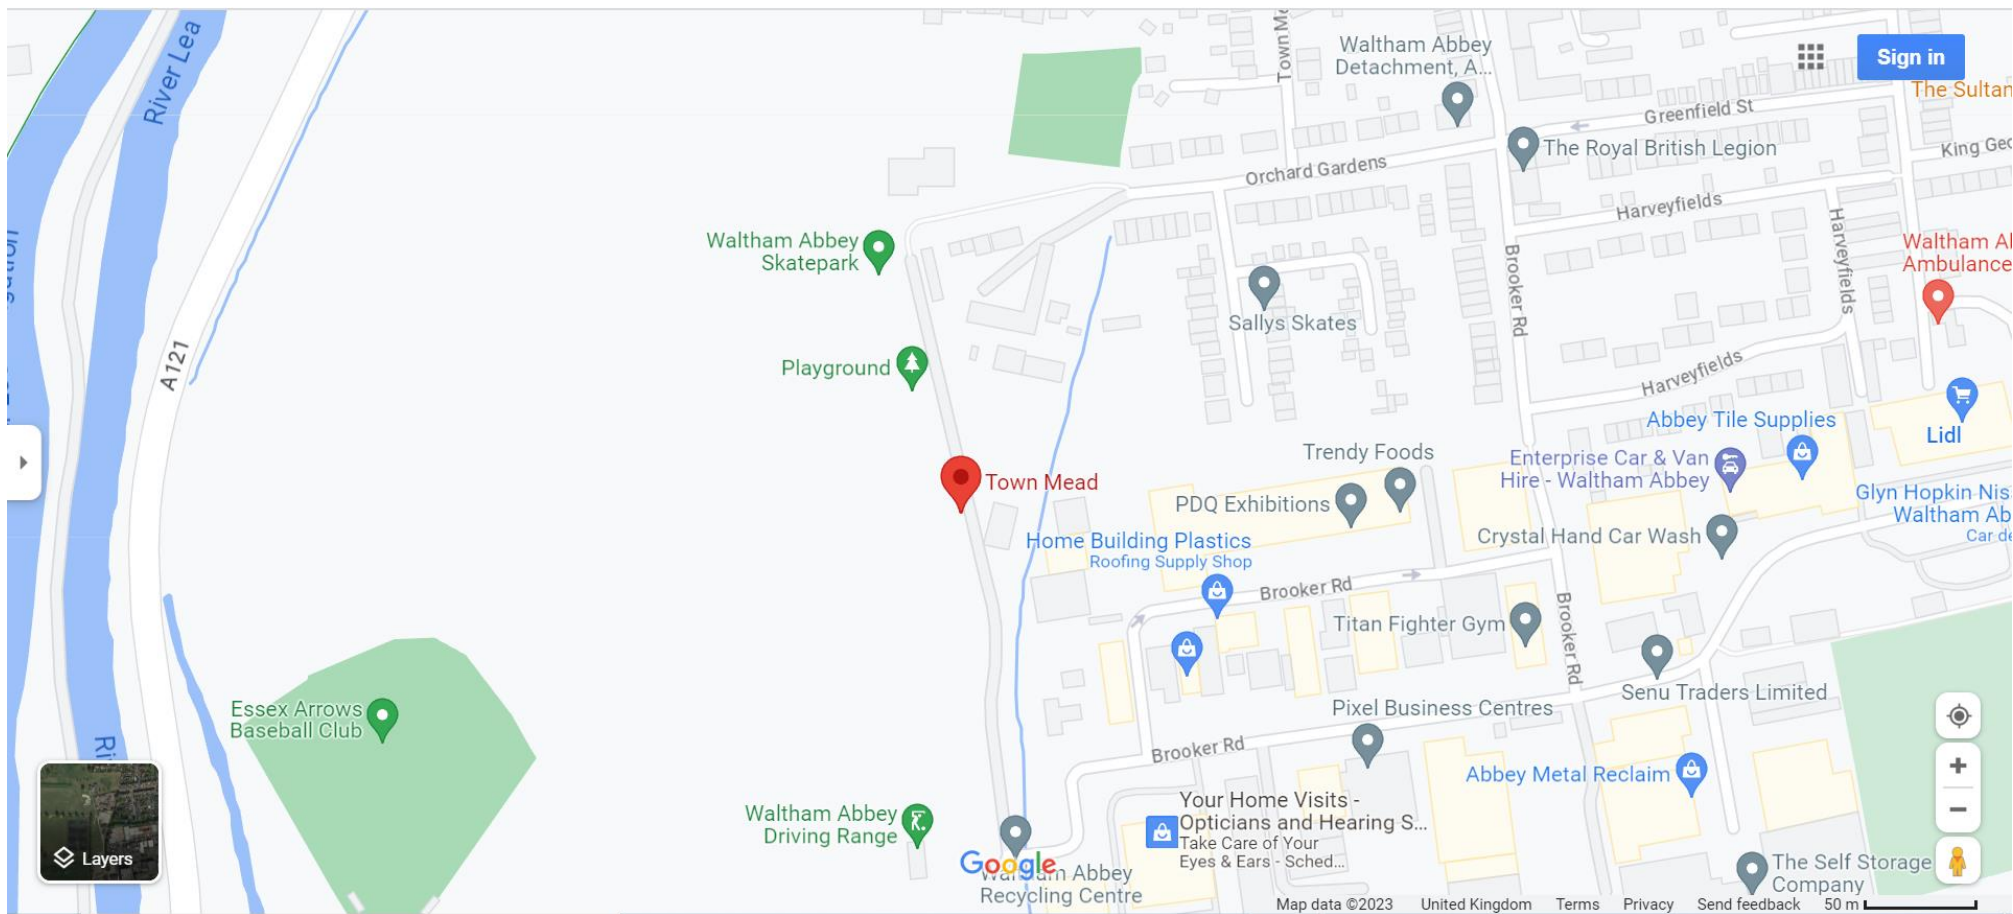 River Lea
Town Me
Waltham Abbey
Detachment, A...
Sign in
The Sultan
Greenfield St
The Royal British Legion
King Geo
Orchard Gardens
Harveyfields
Harveyfields
Waltham Abbey
Skatepark
Brooker Rd
Waltham Al
Ambulance
Sallys Skates
A121
Playground
Harveyfields
Abbey Tile Supplies
Lidl
Trendy Foods
Enterprise Car & Van
Hire - Waltham Abbey
Town Mead
PDQ Exhibitions
Glyn Hopkin Nis
Waltham Ab
Car de
Crystal Hand Car Wash
Home Building Plastics
Roofing Supply Shop
Brooker Rd
Brooker Rd
Titan Fighter Gym
Senu Traders Limited
Essex Arrows
Baseball Club
Pixel Business Centres
Ri
Brooker Rd
Abbey Metal Reclaim
Waltham Abbey
Driving Range
Your Home Visits -
Opticians and Hearing S...
Take Care of Your
Eyes & Ears - Sched...
Layers
Google
Waltham Abbey
Recycling Centre
The Self Storage
Company
Map data ©2023 United Kingdom Terms Privacy Send feedback 50 m